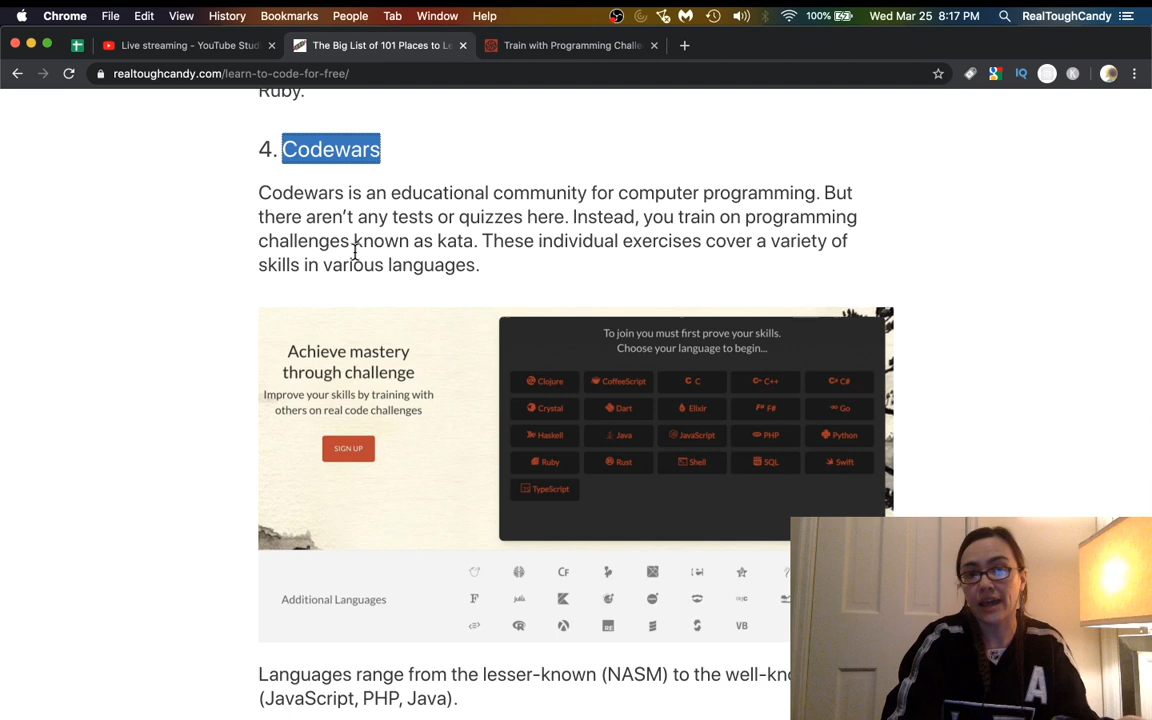 Chrome File Edit View History Bookmarks People Tab Window Help 100% Wed Mar 25 8:17 PM RealToughCandy
Live streaming - YouTube Stud
The Big List of 101 Places to Le
Train with Programming Challe
realtoughcandy.com/learn-to-code-for-free/
IQ
K
Ruby.
4. Codewars
Codewars is an educational community for computer programming. But
there aren't any tests or quizzes here. Instead, you train on programming
challenges known as kata. These individual exercises cover a variety of
skills in various languages.
Achieve mastery
through challenge
Improve your skills by training with
others on real code challenges
SIGN UP
To join you must first prove your skills.
Choose your language to begin...
Clojure CoffeeScript C C++ C#
Crystal Dart Elixir F# Go
Haskell Java JavaScript PHP Python
Ruby Rust Shell SQL Swift
TypeScript
Additional Languages
CF
F
RE
VB
A
Languages range from the lesser-known (NASM) to the well-kno
(JavaScript, PHP, Java).